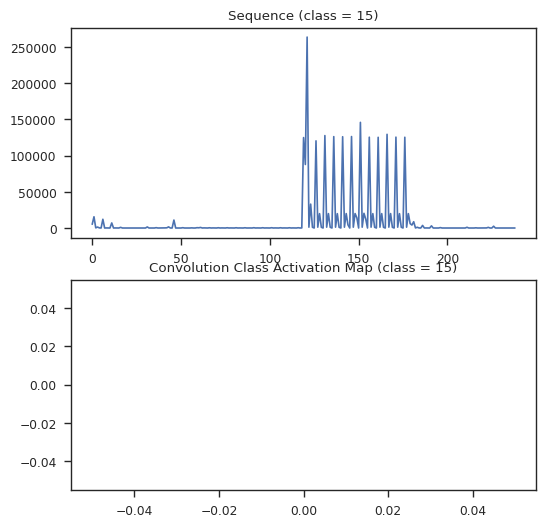 Sequence (class = 15)
250000
200000
150000
100000
50000
0
0 50 100 150 200
Convolution Class Activation Map (class = 15)
0.04
0.02
0.00
−0.02
−0.04
−0.04 −0.02 0.00 0.02 0.04